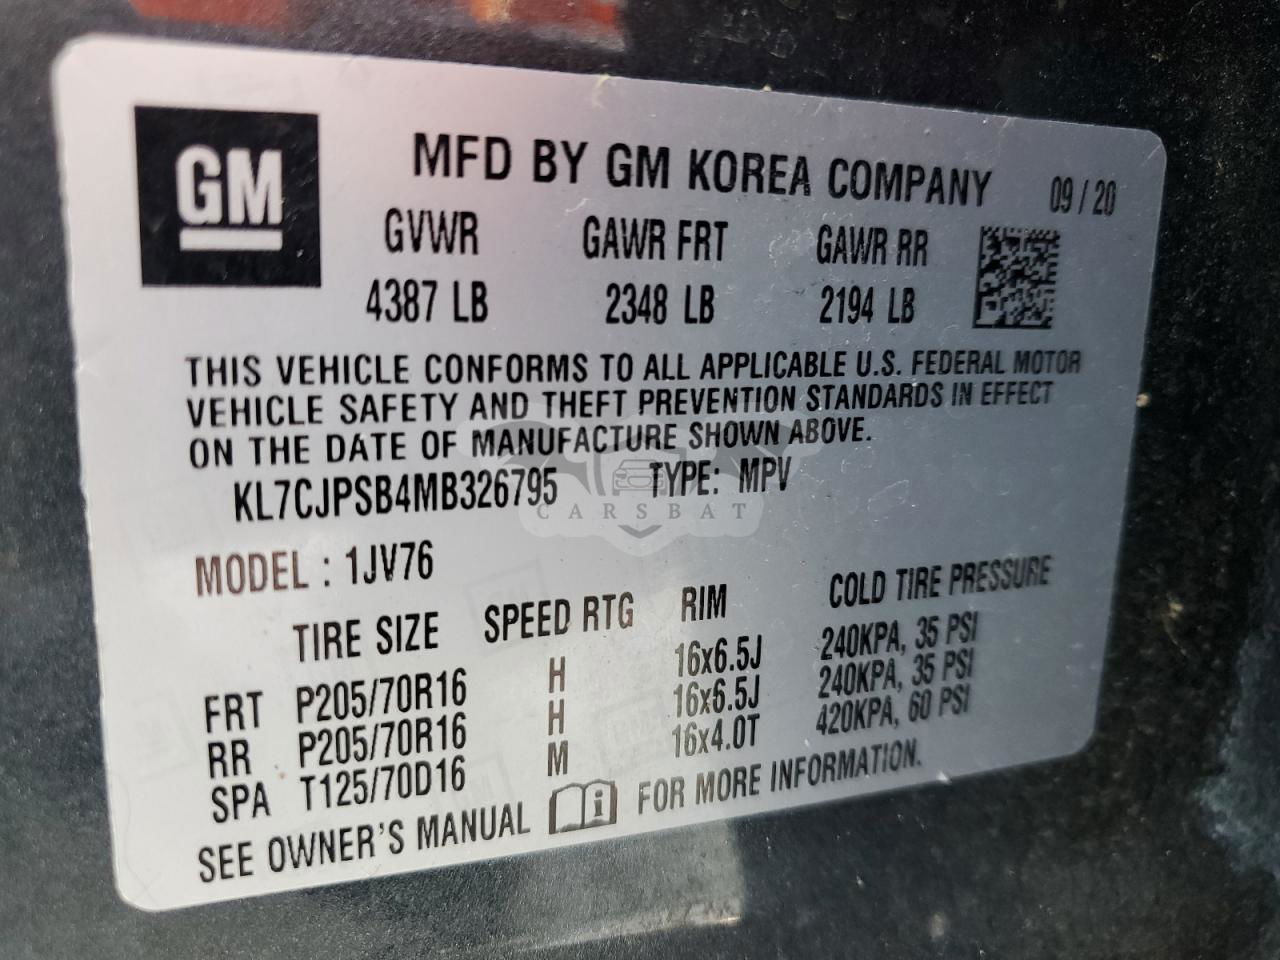 GM
MFD BY GM KOREA COMPANY 09/20
GVWR GAWR FRT GAWR RR
4387 LB 2348 LB 2194 LB
THIS VEHICLE CONFORMS TO ALL APPLICABLE U.S. FEDERAL MOTOR
VEHICLE SAFETY AND THEFT PREVENTION STANDARDS IN EFFECT
ON THE DATE OF MANUFACTURE SHOWN ABOVE.
KL7CJPSB4MB326795 TYPE: MPV
CARSBAT
MODEL : 1JV76
TIRE SIZE SPEED RTG RIM COLD TIRE PRESSURE
FRT P205/70R16 H 16x6.5J 240KPA, 35 PSI
RR P205/70R16 H 16x6.5J 240KPA, 35 PSI
SPA T125/70D16 M 16x4.0T 420KPA, 60 PSI
SEE OWNER'S MANUAL i FOR MORE INFORMATION.